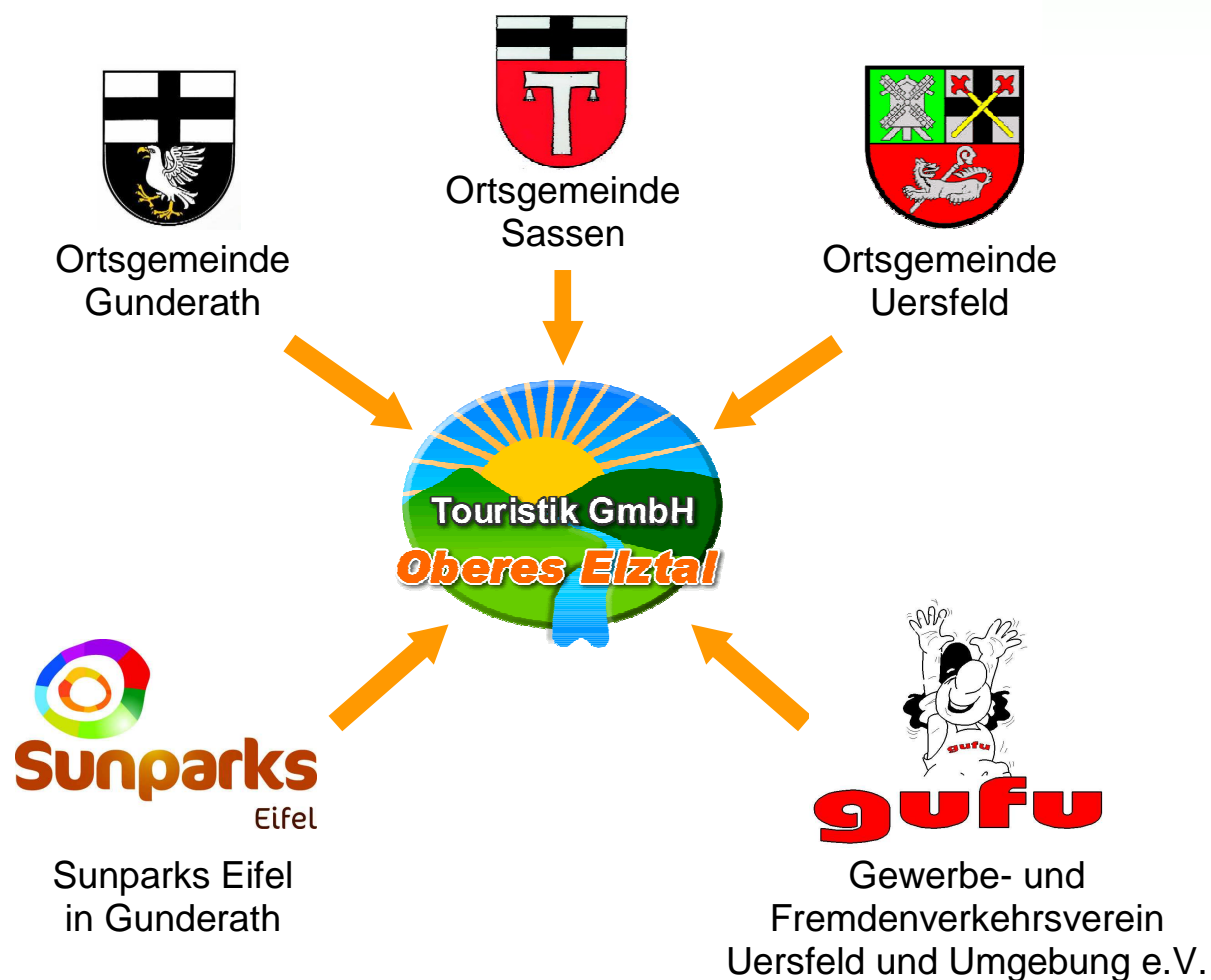 Ortsgemeinde
Sassen
Ortsgemeinde
Gunderath
Ortsgemeinde
Uersfeld
Touristik GmbH
Oberes Elztal
Sunparks
Eifel
Sunparks Eifel
in Gunderath
gufu
gufu
Gewerbe- und
Fremdenverkehrsverein
Uersfeld und Umgebung e.V.